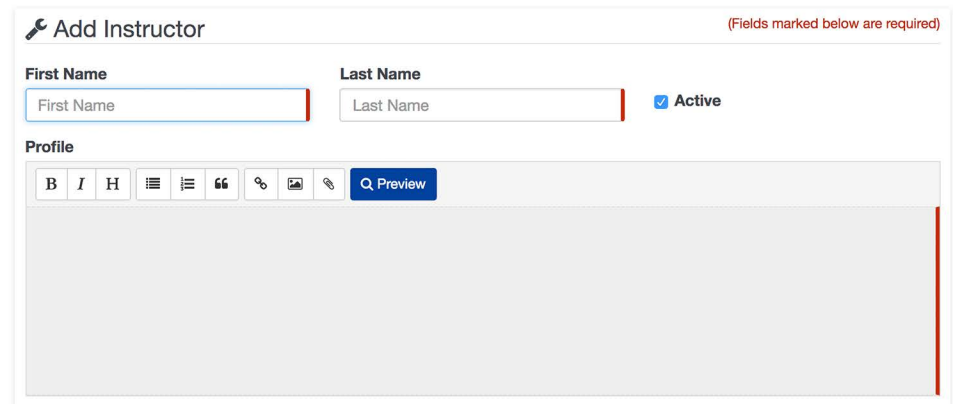 Add Instructor
(Fields marked below are required)
First Name
Last Name
First Name
Last Name
Active
Profile
B I H
Preview